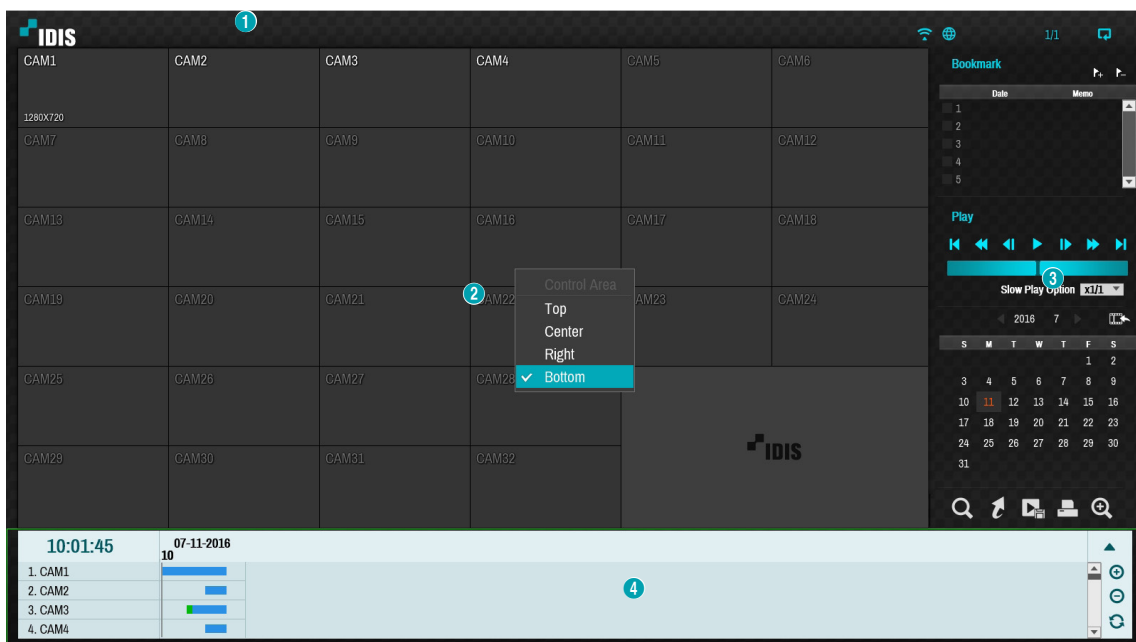 1
IDIS
1/1
CAM1 CAM2 CAM3 CAM4 CAM5 CAM6
1280X720
CAM7 CAM8 CAM9 CAM10 CAM11 CAM12
CAM13 CAM14 CAM15 CAM16 CAM17 CAM18
CAM19 CAM20 CAM21 2 CAM22 CAM23 CAM24
CAM25 CAM26 CAM27 CAM28
CAM29 CAM30 CAM31 CAM32
IDIS
Control Area
Top
Center
Right
Bottom
Bookmark
Date Memo
1
2
3
4
5
Play
3
Slow Play Option x1/1
2016 7
S M T W T F S
1 2
3 4 5 6 7 8 9
10 11 12 13 14 15 16
17 18 19 20 21 22 23
24 25 26 27 28 29 30
31
10:01:45 07-11-2016
10
1. CAM1
2. CAM2
4
3. CAM3
4. CAM4